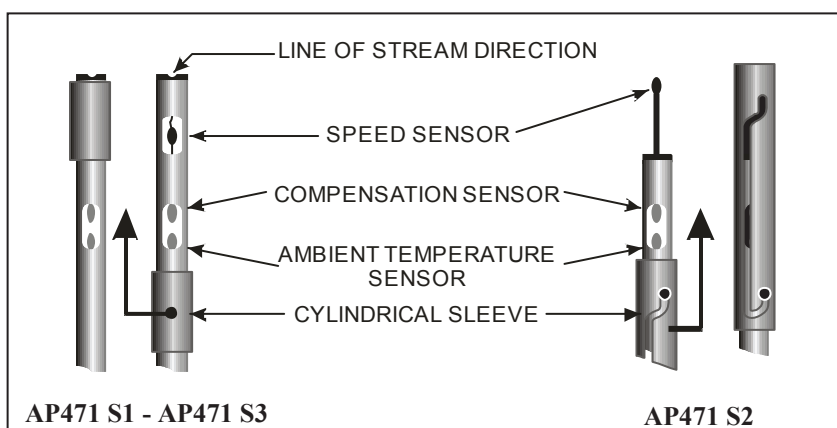 LINE OF STREAM DIRECTION
SPEED SENSOR
COMPENSATION SENSOR
AMBIENT TEMPERATURE
SENSOR
CYLINDRICAL SLEEVE
AP471 S1 - AP471 S3
AP471 S2